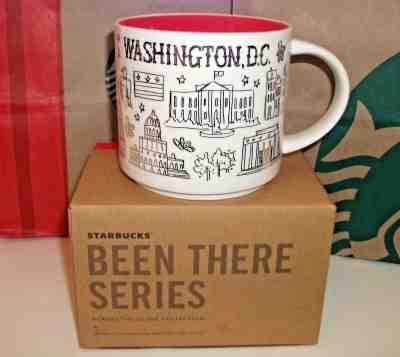 WASHINGTON, D.C.
STARBUCKS
BEEN THERE
SERIES